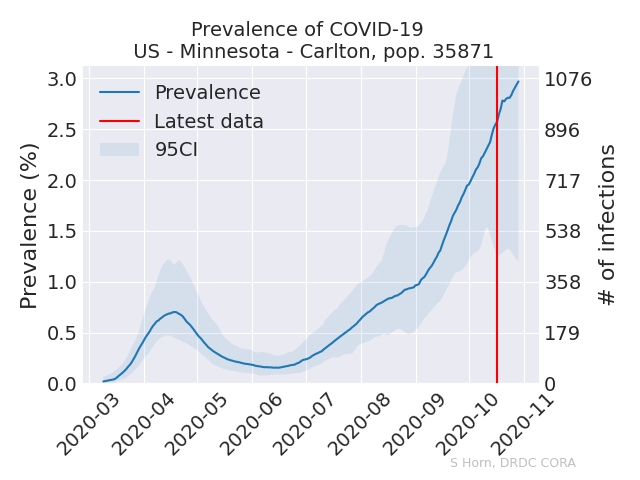 Prevalence of COVID-19
US - Minnesota - Carlton, pop. 35871
Prevalence
Latest data
95CI
Prevalence (%)
3.0
2.5
2.0
1.5
1.0
0.5
0.0
1076
896
717
538
358
179
0
# of infections
2020-03
2020-04
2020-05
2020-06
2020-07
2020-08
2020-09
2020-10
2020-11
S Horn, DRDC CORA